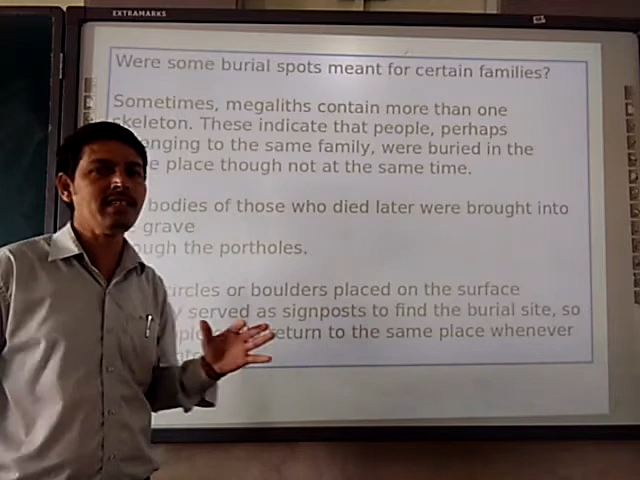 EXTRAMARKS
Were some burial spots meant for certain families?
Sometimes, megaliths contain more than one
skeleton. These indicate that people, perhaps
onging to the same family, were buried in the
e place though not at the same time.
bodies of those who died later were brought into
grave
ough the portholes.
ircles or boulders placed on the surface
y served as signposts to find the burial site, so
return to the same place whenever